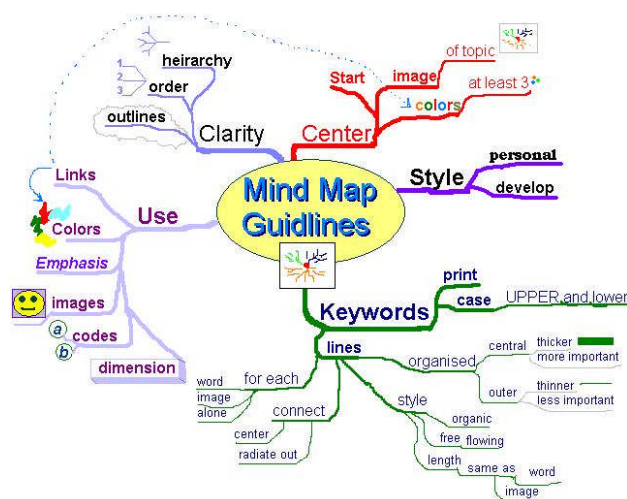 Mind Map
Guidlines
Clarity
heirarchy
order
1
2
3
outlines
Center
Start
image
of topic
colors
at least 3
Style
personal
develop
Keywords
print
case
UPPER and lower
lines
organised
central
thicker
more important
outer
thinner
less important
style
organic
free flowing
length
same as
word
image
connect
center
radiate out
for each
word
image
alone
Use
Links
Colors
Emphasis
images
codes
a
b
dimension